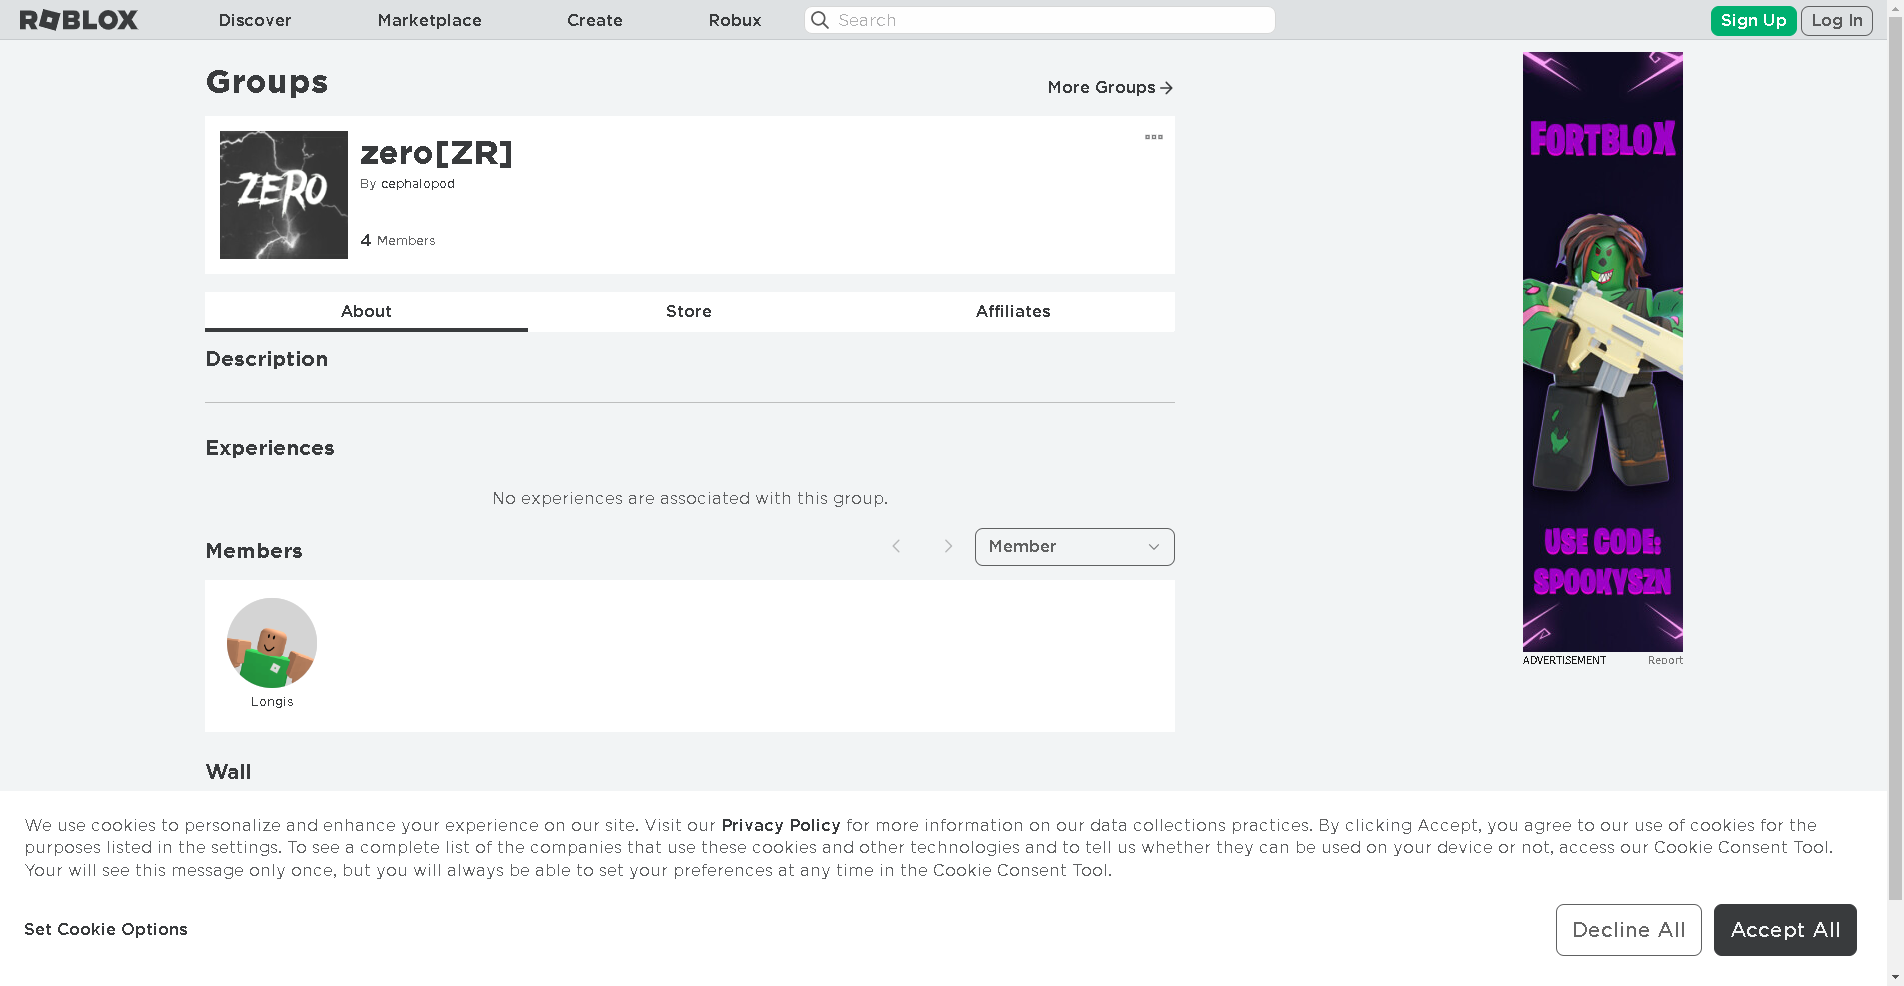 ROBLOX
Discover
Marketplace
Create
Robux
Search
Sign Up
Log In
Groups
More Groups
ZERO
zero[ZR]
By cephalopod
4 Members
About
Store
Affiliates
Description
Experiences
No experiences are associated with this group.
Members
Member
Longis
Wall
FORTBLOX
USE CODE:
SPOOKYSZN
ADVERTISEMENT
Report
We use cookies to personalize and enhance your experience on our site. Visit our Privacy Policy for more information on our data collections practices. By clicking Accept, you agree to our use of cookies for the
purposes listed in the settings. To see a complete list of the companies that use these cookies and other technologies and to tell us whether they can be used on your device or not, access our Cookie Consent Tool.
Your will see this message only once, but you will always be able to set your preferences at any time in the Cookie Consent Tool.
Set Cookie Options
Decline All
Accept All